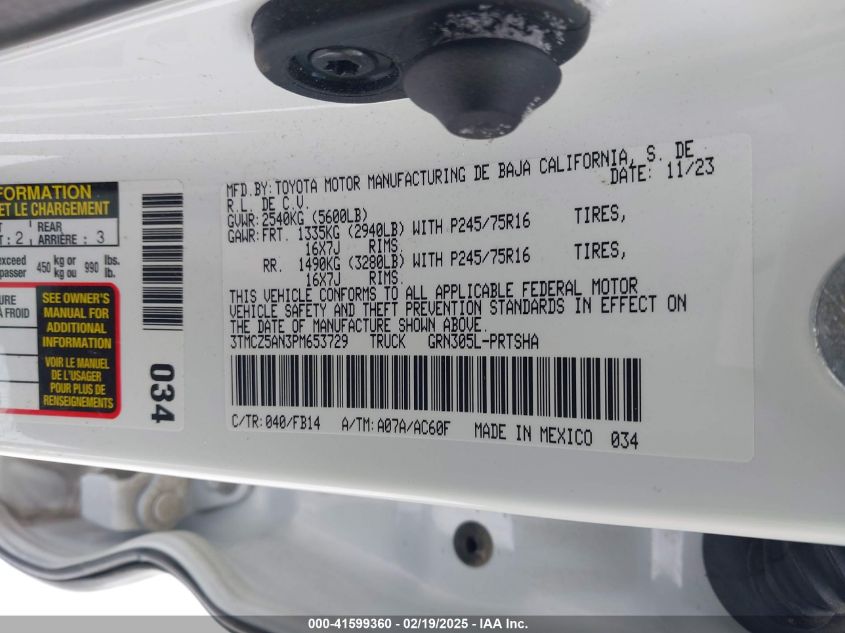 FORMATION
ET LE CHARGEMENT
T: 2 REAR ARRIÈRE : 3
exceed
passer 450 kg or kg ou 990 lbs. lb.
URE
À FROID
SEE OWNER'S
MANUAL FOR
ADDITIONAL
INFORMATION
VOIR LE MANUEL
DE L'USAGER
POUR PLUS DE
RENSEIGNEMENTS
034
MFD.BY:TOYOTA MOTOR MANUFACTURING DE BAJA CALIFORNIA, S. DE
R.L. DE C.V. DATE: 11/23
GVWR:2540KG (5600LB)
GAWR:FRT. 1335KG (2940LB) WITH P245/75R16 TIRES,
16X7J RIMS.
RR. 1490KG (3280LB) WITH P245/75R16 TIRES,
16X7J RIMS.
THIS VEHICLE CONFORMS TO ALL APPLICABLE FEDERAL MOTOR
VEHICLE SAFETY AND THEFT PREVENTION STANDARDS IN EFFECT ON
THE DATE OF MANUFACTURE SHOWN ABOVE.
3TMCZ5AN3PM653729 TRUCK GRN305L-PRTSHA
C/TR:040/FB14 A/TM:A07A/AC60F MADE IN MEXICO 034
000-41599360 - 02/19/2025 - IAA, Inc.